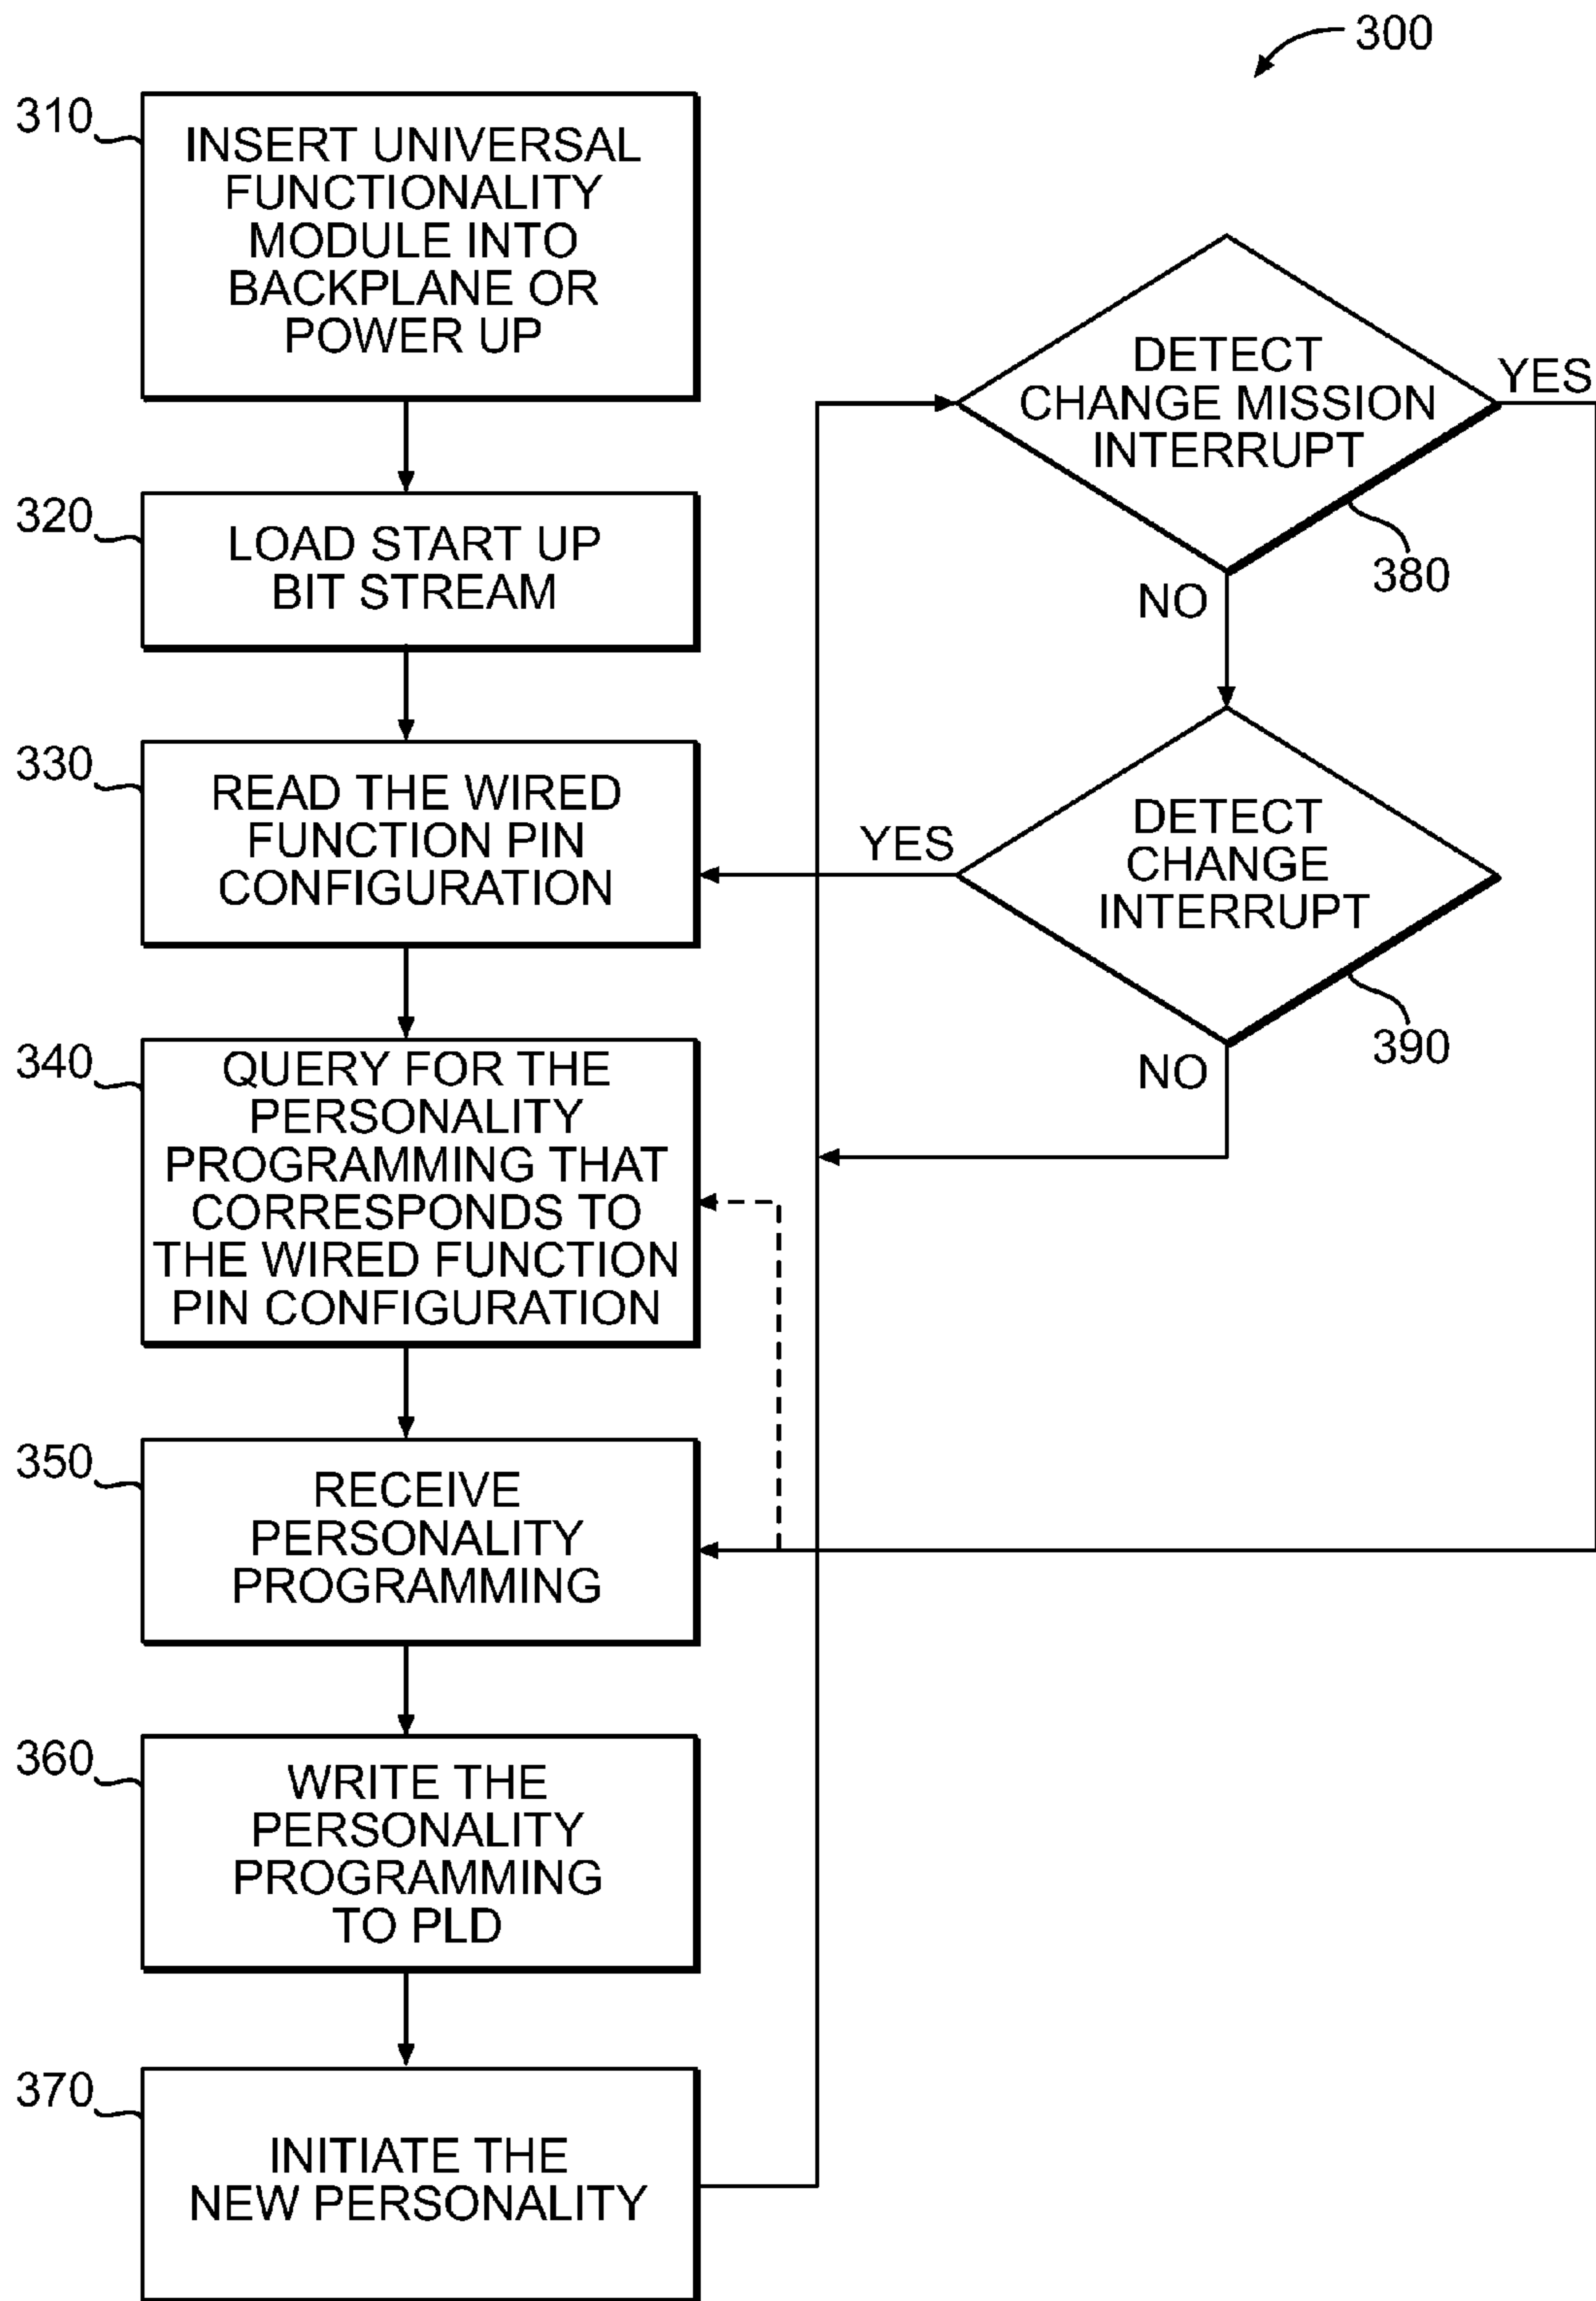 300
310
INSERT UNIVERSAL
FUNCTIONALITY
MODULE INTO
BACKPLANE OR
POWER UP
320
LOAD START UP
BIT STREAM
330
READ THE WIRED
FUNCTION PIN
CONFIGURATION
340
QUERY FOR THE
PERSONALITY
PROGRAMMING THAT
CORRESPONDS TO
THE WIRED FUNCTION
PIN CONFIGURATION
350
RECEIVE
PERSONALITY
PROGRAMMING
360
WRITE THE
PERSONALITY
PROGRAMMING
TO PLD
370
INITIATE THE
NEW PERSONALITY
DETECT
CHANGE MISSION
INTERRUPT
YES
380
NO
DETECT
CHANGE
INTERRUPT
YES
390
NO